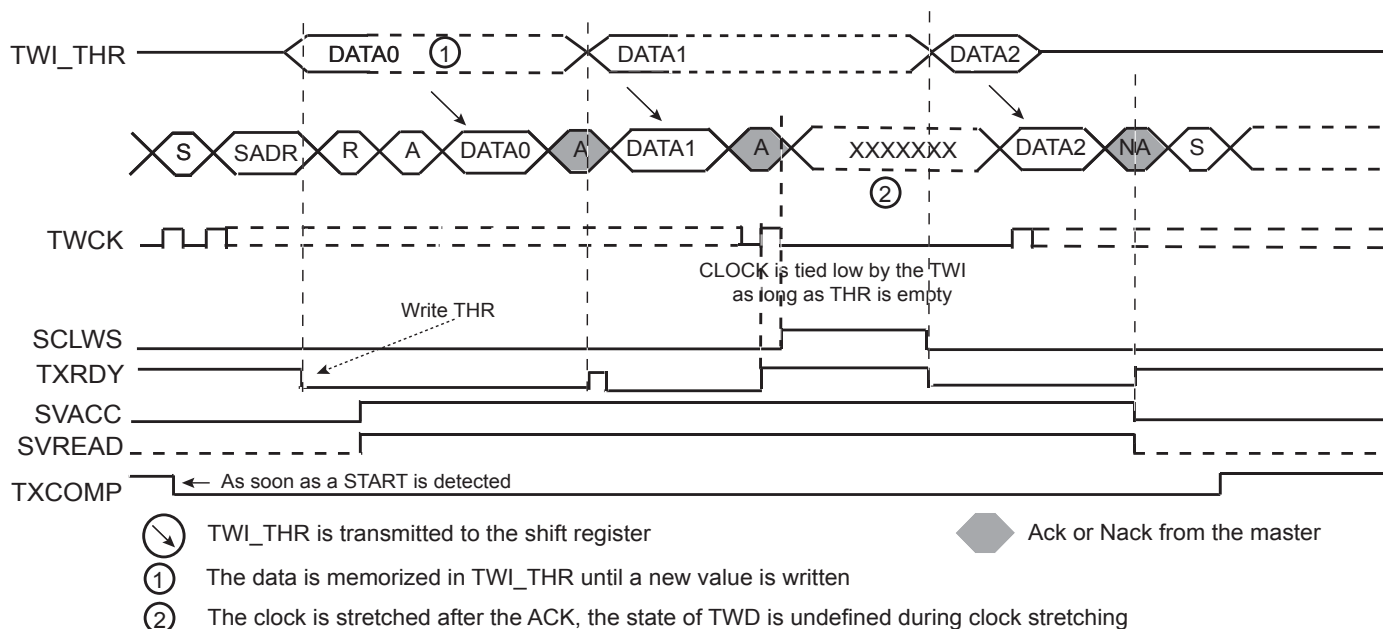 TWI_THR DATA0 1 DATA1 DATA2
S SADR R A DATA0 A DATA1 A XXXXXXX DATA2 NA S
2
TWCK
CLOCK is tied low by the TWI
as long as THR is empty
Write THR
SCLWS
TXRDY
SVACC
SVREAD
TXCOMP As soon as a START is detected
TWI_THR is transmitted to the shift register Ack or Nack from the master
1 The data is memorized in TWI_THR until a new value is written
2 The clock is stretched after the ACK, the state of TWD is undefined during clock stretching